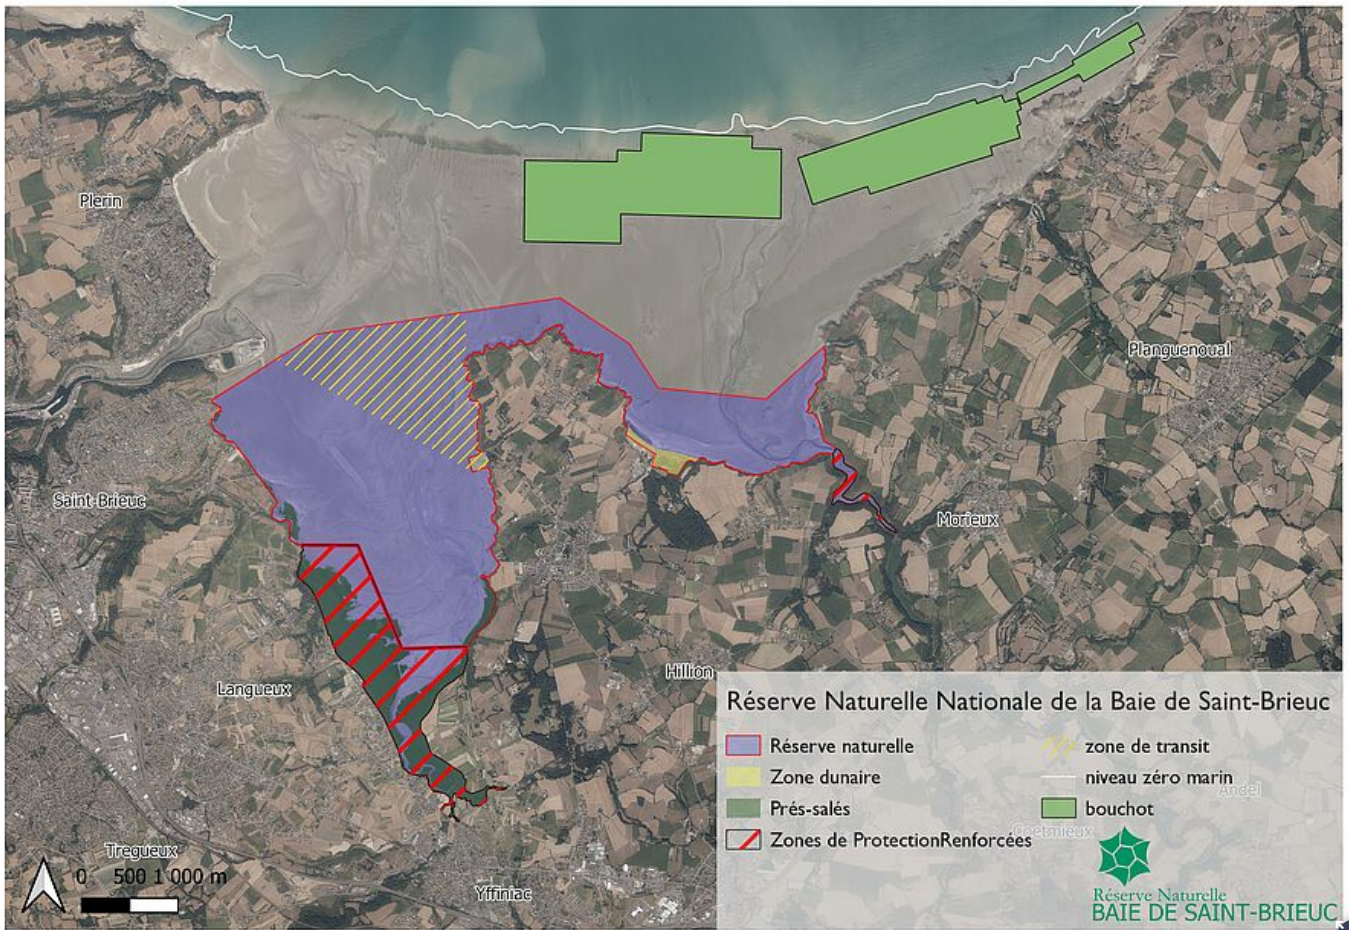 Plerin
Planguenoual
Saint-Brieuc
Morieux
Hillion
Langueux
Réserve Naturelle Nationale de la Baie de Saint-Brieuc
Réserve naturelle
zone de transit
Zone dunaire
niveau zéro marin
Andel
Prés-salés
bouchot
Coetmieux
Zones de ProtectionRenforcées
Tregueux
0 500 1 000 m
Yffiniac
Réserve Naturelle
BAIE DE SAINT-BRIEUC